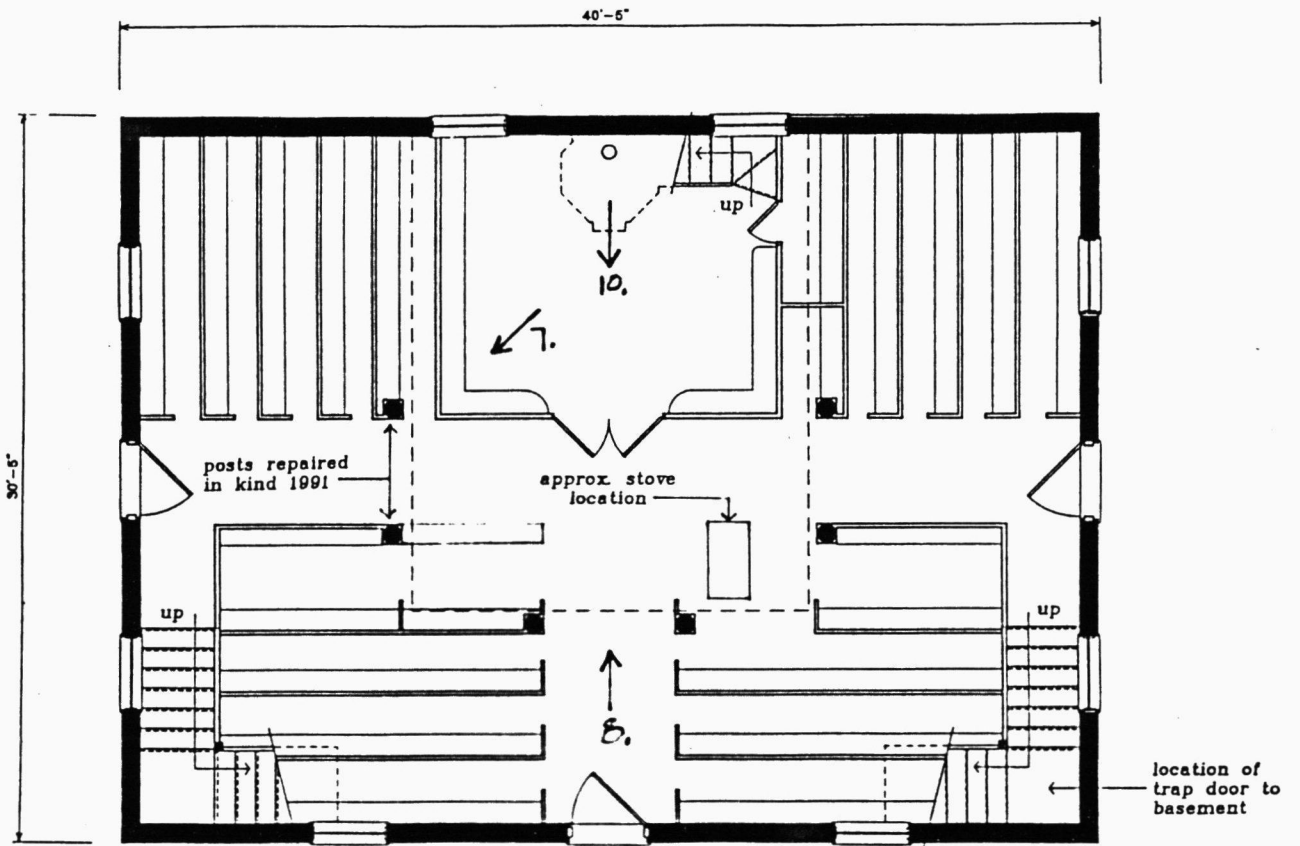 40'-5"
up
10.
7.
30'-5"
posts repaired
in kind 1991
approx. stove
location
up
up
8.
location of
trap door to
basement